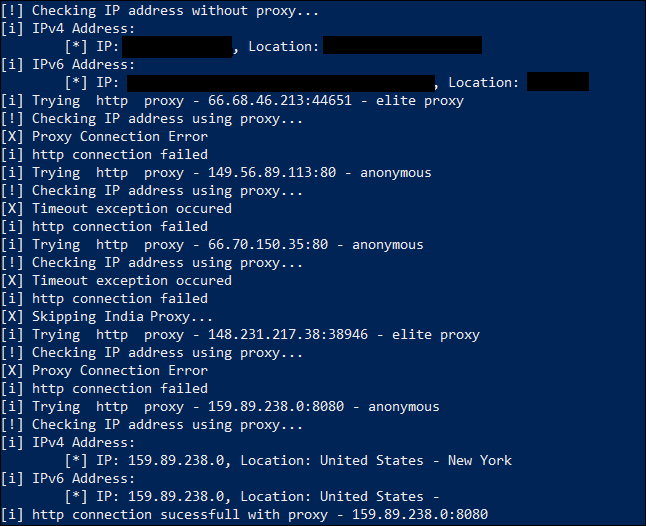 [!] Checking IP address without proxy...
[i] IPv4 Address:
[*] IP: , Location:
[i] IPv6 Address:
[*] IP: , Location:
[i] Trying  http  proxy - 66.68.46.213:44651 - elite proxy
[!] Checking IP address using proxy...
[X] Proxy Connection Error
[i] http connection failed
[i] Trying  http  proxy - 149.56.89.113:80 - anonymous
[!] Checking IP address using proxy...
[X] Timeout exception occured
[i] http connection failed
[i] Trying  http  proxy - 66.70.150.35:80 - anonymous
[!] Checking IP address using proxy...
[X] Timeout exception occured
[i] http connection failed
[X] Skipping India Proxy...
[i] Trying  http  proxy - 148.231.217.38:38946 - elite proxy
[!] Checking IP address using proxy...
[X] Proxy Connection Error
[i] http connection failed
[i] Trying  http  proxy - 159.89.238.0:8080 - anonymous
[!] Checking IP address using proxy...
[i] IPv4 Address:
[*] IP: 159.89.238.0, Location: United States - New York
[i] IPv6 Address:
[*] IP: 159.89.238.0, Location: United States -
[i] http connection sucessfull with proxy - 159.89.238.0:8080